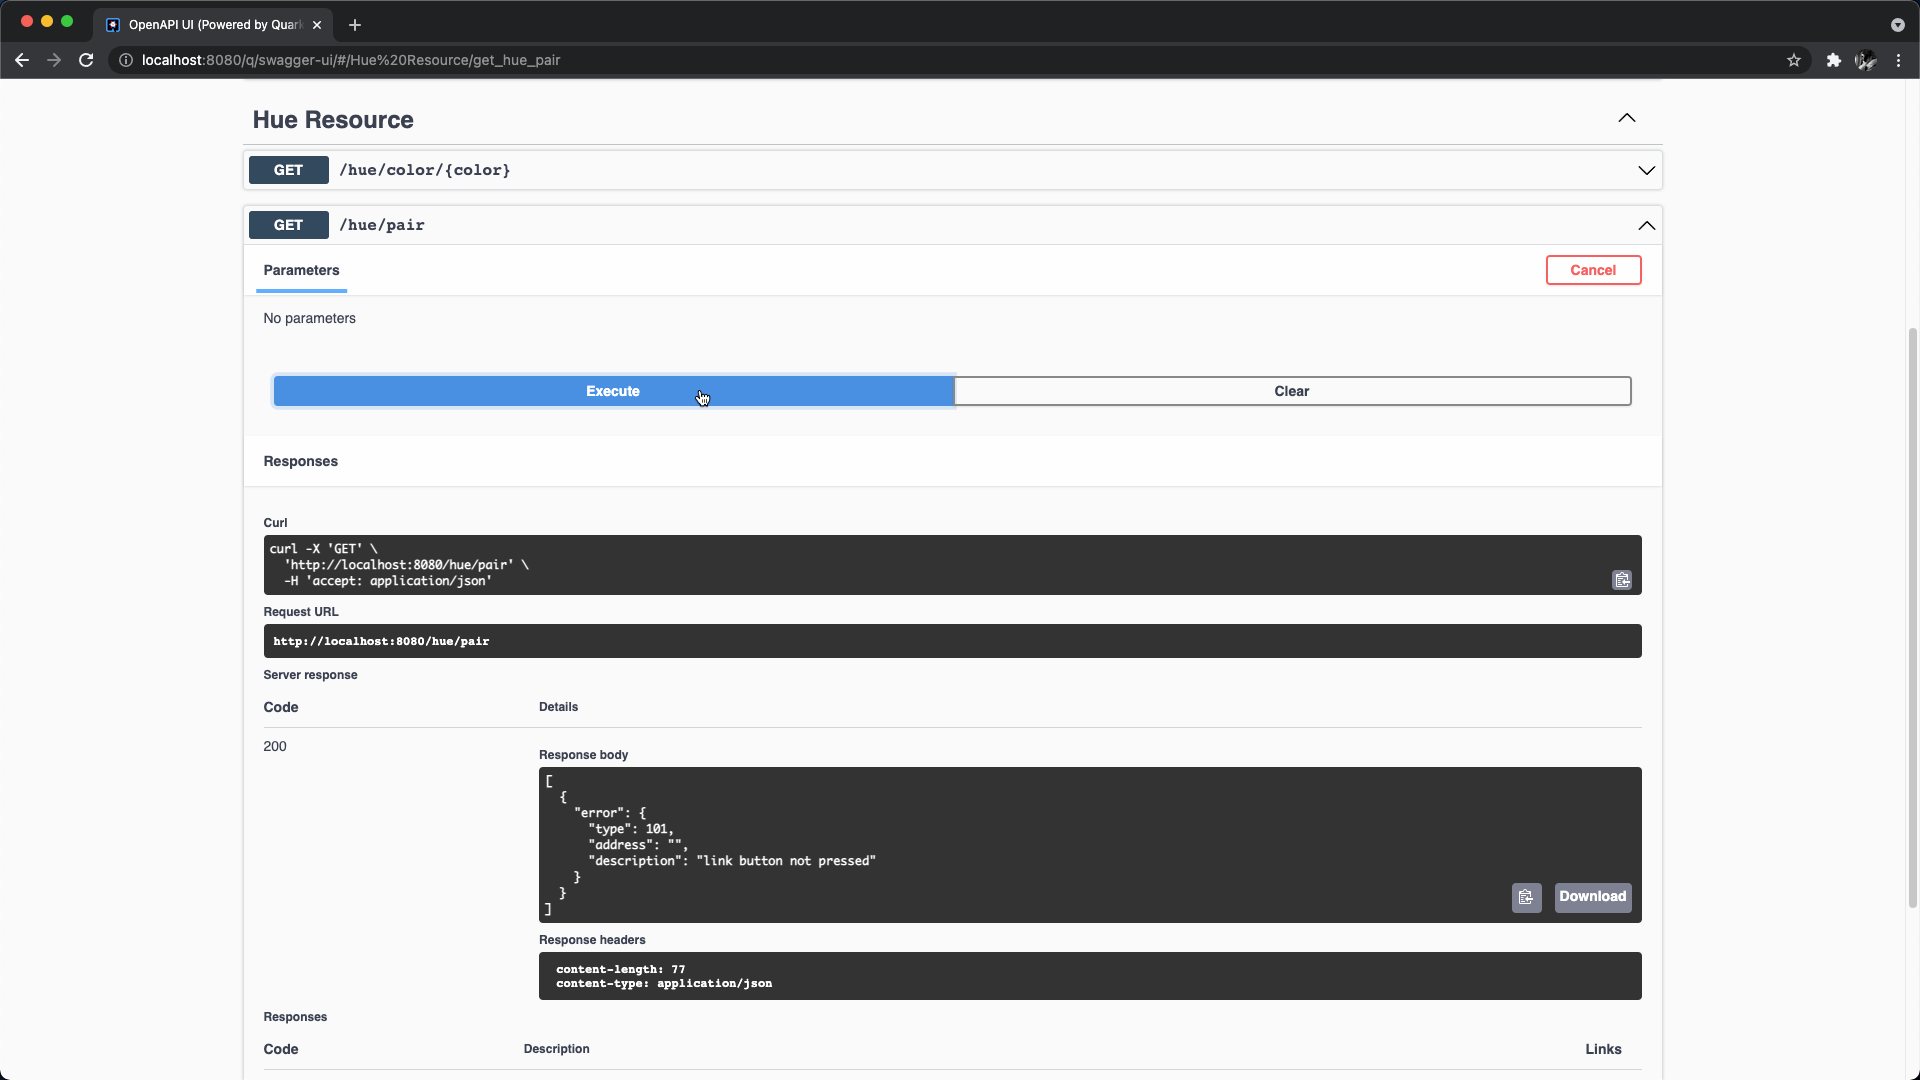 OpenAPI UI (Powered by Quark
localhost:8080/q/swagger-ui/#/Hue%20Resource/get_hue_pair
Hue Resource
GET /hue/color/{color}
GET /hue/pair
Parameters
Cancel
No parameters
Execute
Clear
Responses
Curl
curl -X 'GET' \
'http://localhost:8080/hue/pair' \
-H 'accept: application/json'
Request URL
http://localhost:8080/hue/pair
Server response
Code Details
200
Response body
[
{
"error": {
"type": 101,
"address": "",
"description": "link button not pressed"
}
}
]
Download
Response headers
content-length: 77
content-type: application/json
Responses
Code Description Links